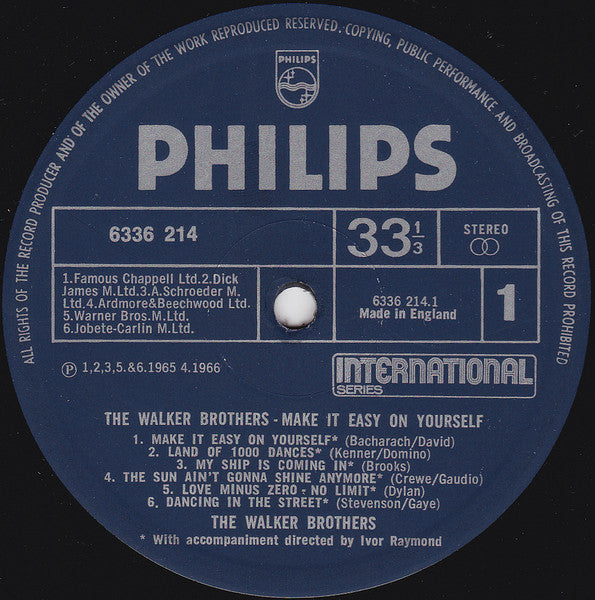 ALL RIGHTS OF THE RECORD PRODUCER AND OF THE OWNER OF THE WORK REPRODUCED RESERVED. COPYING, PUBLIC PERFORMANCE AND BROADCASTING OF THIS RECORD PROHIBITED
PHILIPS
PHILIPS
6336 214
33 1/3
STEREO
1.Famous Chappell Ltd.2.Dick
James M.Ltd.3.A.Schroeder M.
Ltd.4.Ardmore&Beechwood Ltd.
5.Warner Bros.M.Ltd.
6.Jobete-Carlin M.Ltd.
6336 214.1
Made in England
1
Ⓟ 1,2,3,5.&6.1965 4.1966
INTERNATIONAL
SERIES
THE WALKER BROTHERS - MAKE IT EASY ON YOURSELF
1. MAKE IT EASY ON YOURSELF* (Bacharach/David)
2. LAND OF 1000 DANCES* (Kenner/Domino)
3. MY SHIP IS COMING IN* (Brooks)
4. THE SUN AIN'T GONNA SHINE ANYMORE* (Crewe/Gaudio)
5. LOVE MINUS ZERO - NO LIMIT* (Dylan)
6. DANCING IN THE STREET* (Stevenson/Gaye)
THE WALKER BROTHERS
* With accompaniment directed by Ivor Raymond